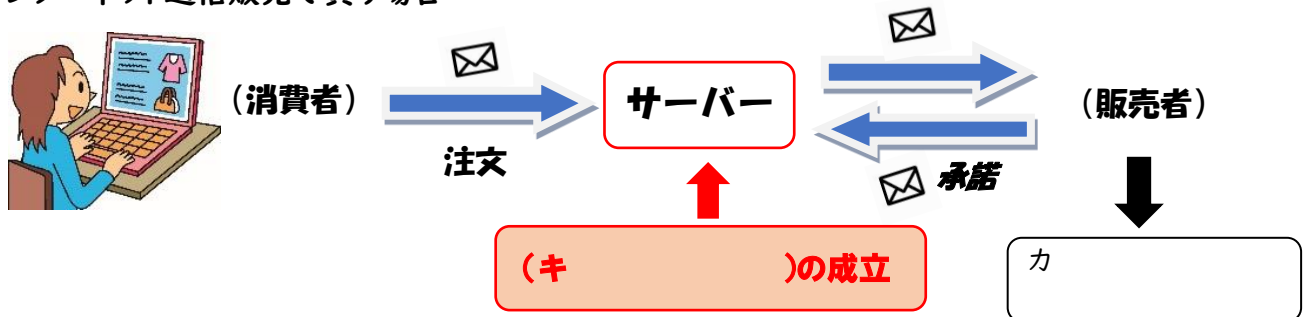 (消費者)
注文
サーバー
承諾
(販売者)
(キ )の成立
カ